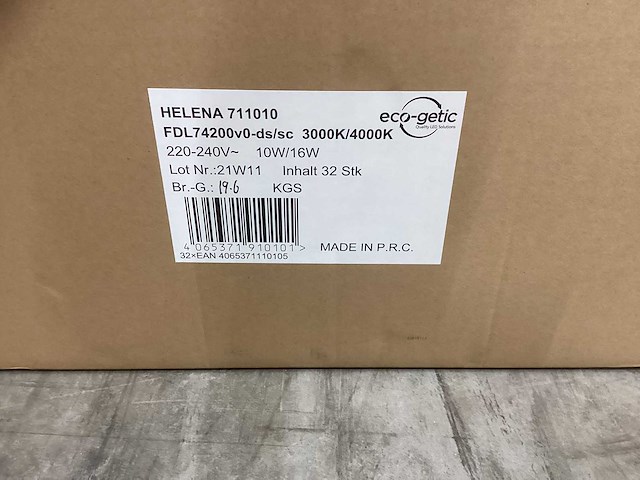 HELENA 711010
eco-getic
Quality LED Solutions
FDL74200v0-ds/sc 3000K/4000K
220-240V~ 10W/16W
Lot Nr.:21W11 Inhalt 32 Stk
Br.-G.: 19.6 KGS
4 065371 910101 >
MADE IN P.R.C.
32×EAN 4065371110105